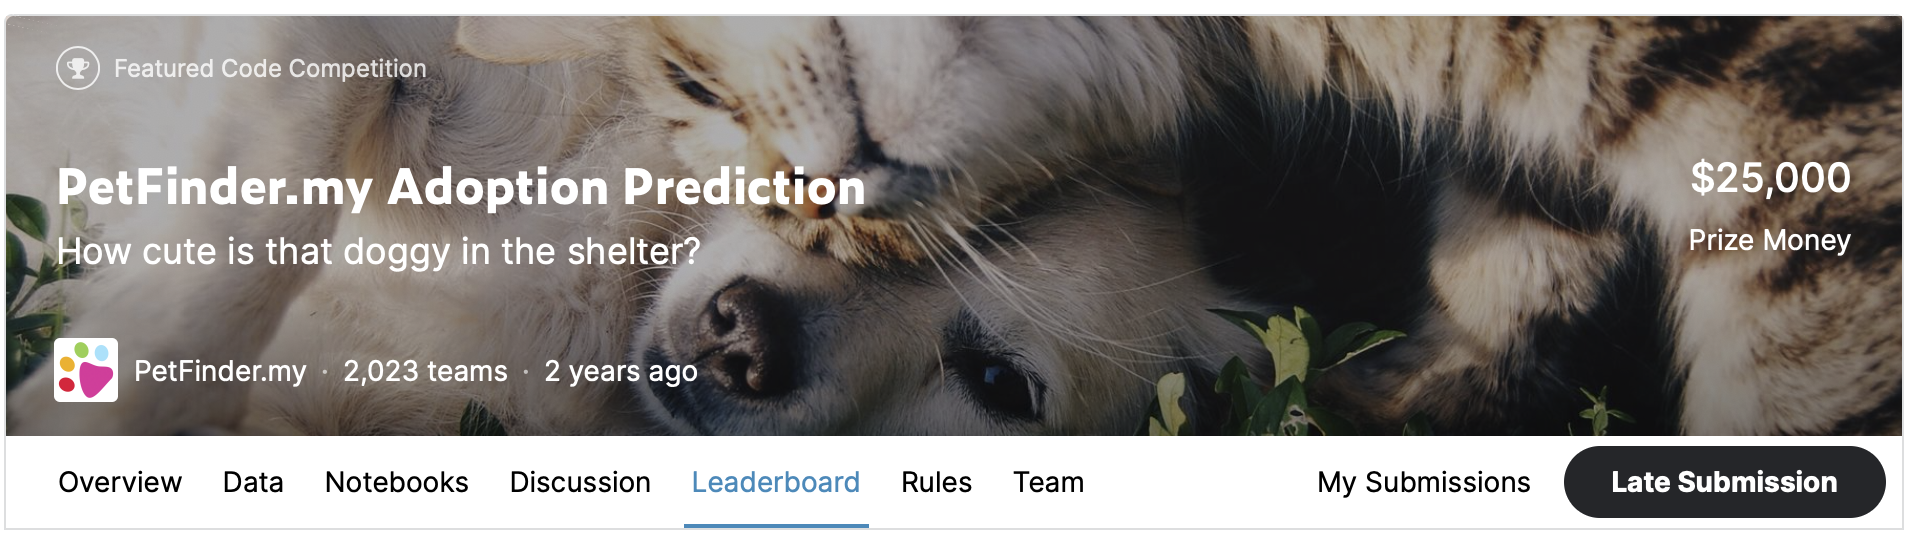 Featured Code Competition
PetFinder.my Adoption Prediction
How cute is that doggy in the shelter?
$25,000
Prize Money
PetFinder.my · 2,023 teams · 2 years ago
Overview Data Notebooks Discussion Leaderboard Rules Team My Submissions Late Submission